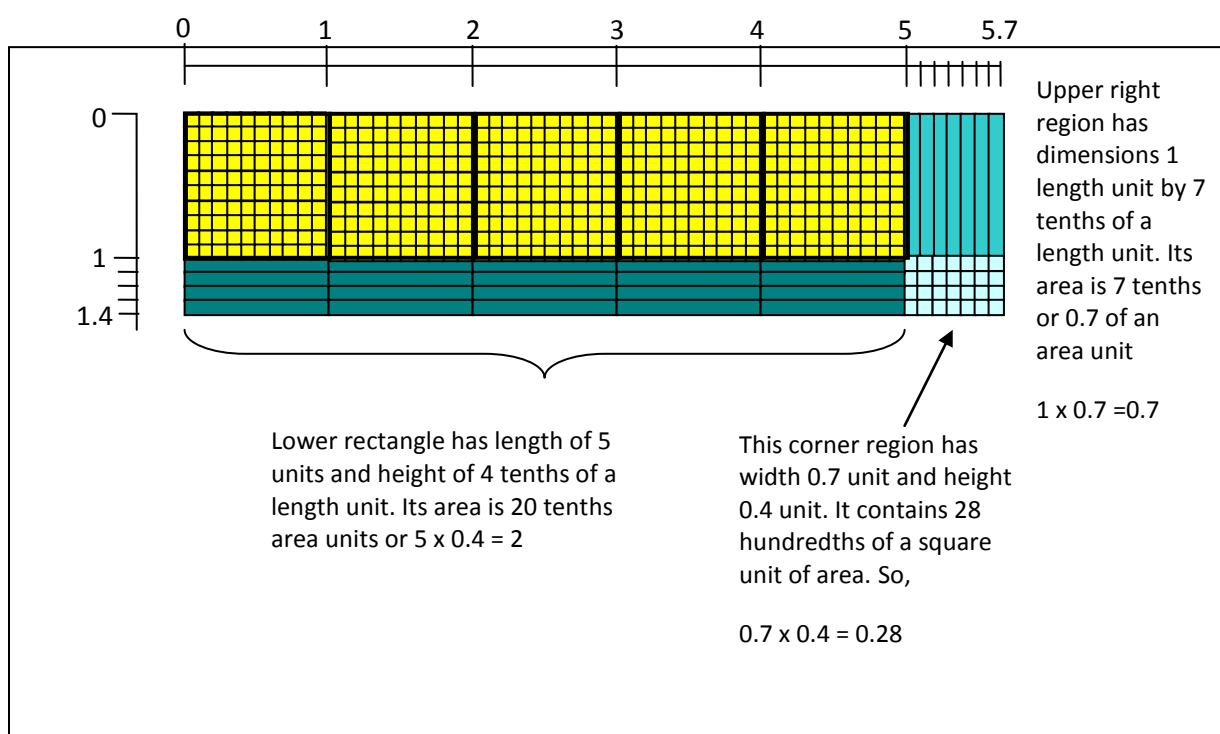 0 1 2 3 4 5 5.7
0
1
1.4
Upper right
region has
dimensions 1
length unit by 7
tenths of a
length unit. Its
area is 7 tenths
or 0.7 of an
area unit
1 x 0.7 =0.7
Lower rectangle has length of 5
units and height of 4 tenths of a
length unit. Its area is 20 tenths
area units or 5 x 0.4 = 2
This corner region has
width 0.7 unit and height
0.4 unit. It contains 28
hundredths of a square
unit of area. So,
0.7 x 0.4 = 0.28